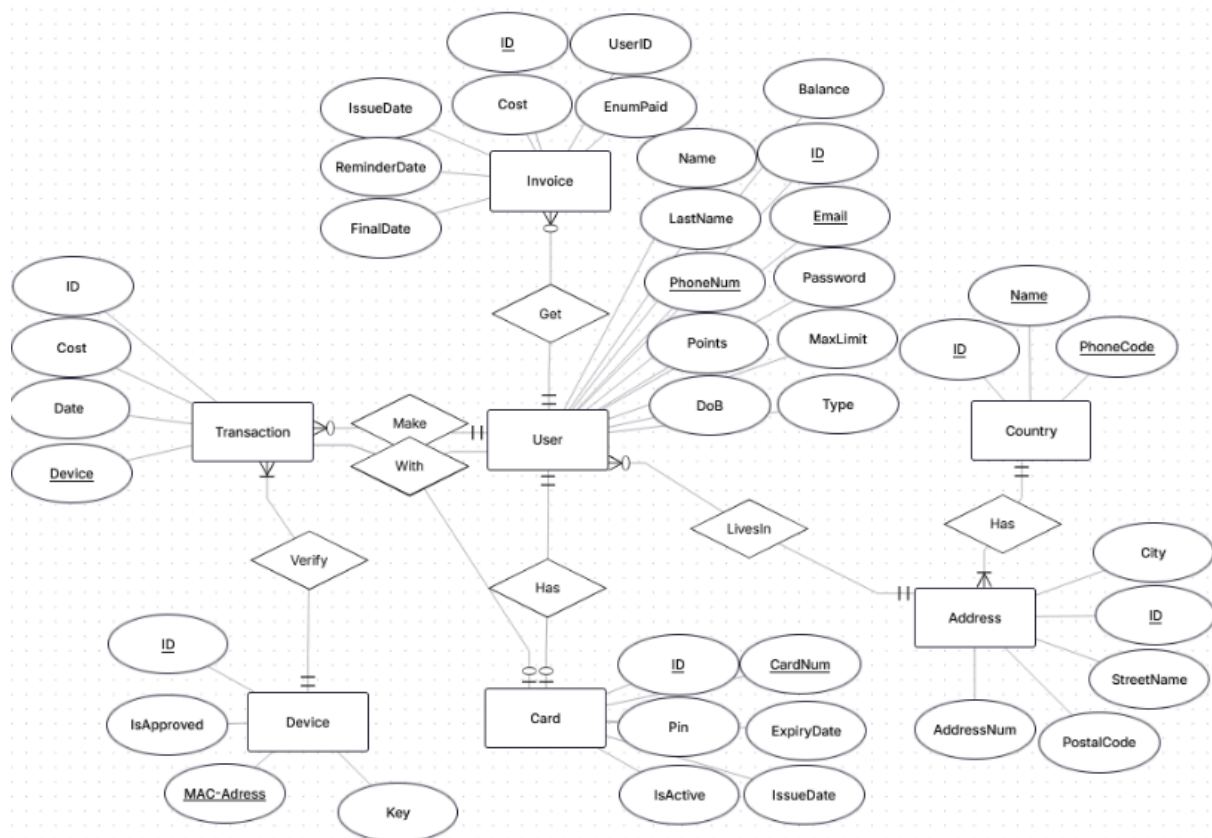 ID
UserID
Cost
EnumPaid
IssueDate
ReminderDate
FinalDate
Invoice
Balance
Name
ID
LastName
Email
PhoneNum
Password
Points
MaxLimit
DoB
Type
Get
User
ID
Cost
Date
Device
Transaction
Make
With
Name
ID
PhoneCode
Country
Verify
Has
LivesIn
Has
City
ID
StreetName
PostalCode
AddressNum
Address
ID
IsApproved
MAC-Adress
Key
Device
Card
ID
CardNum
Pin
ExpiryDate
IsActive
IssueDate